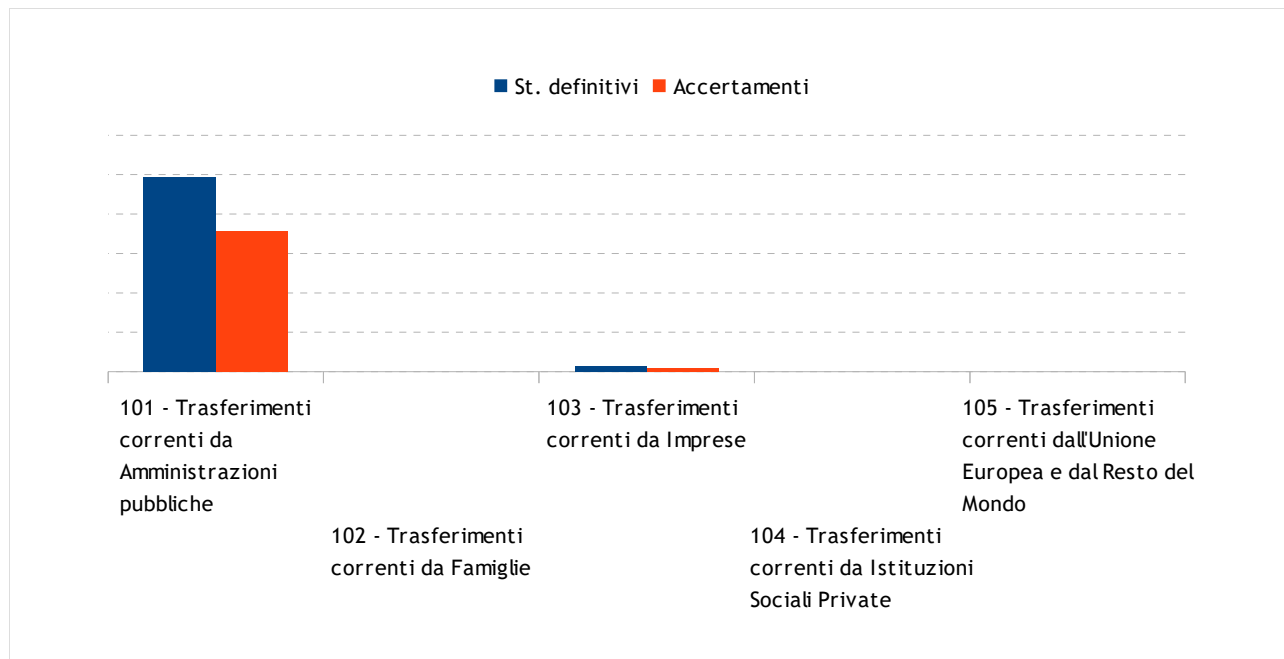 St. definitivi Accertamenti
101 - Trasferimenti
correnti da
Amministrazioni
pubbliche
102 - Trasferimenti
correnti da Famiglie
103 - Trasferimenti
correnti da Imprese
104 - Trasferimenti
correnti da Istituzioni
Sociali Private
105 - Trasferimenti
correnti dall'Unione
Europea e dal Resto del
Mondo